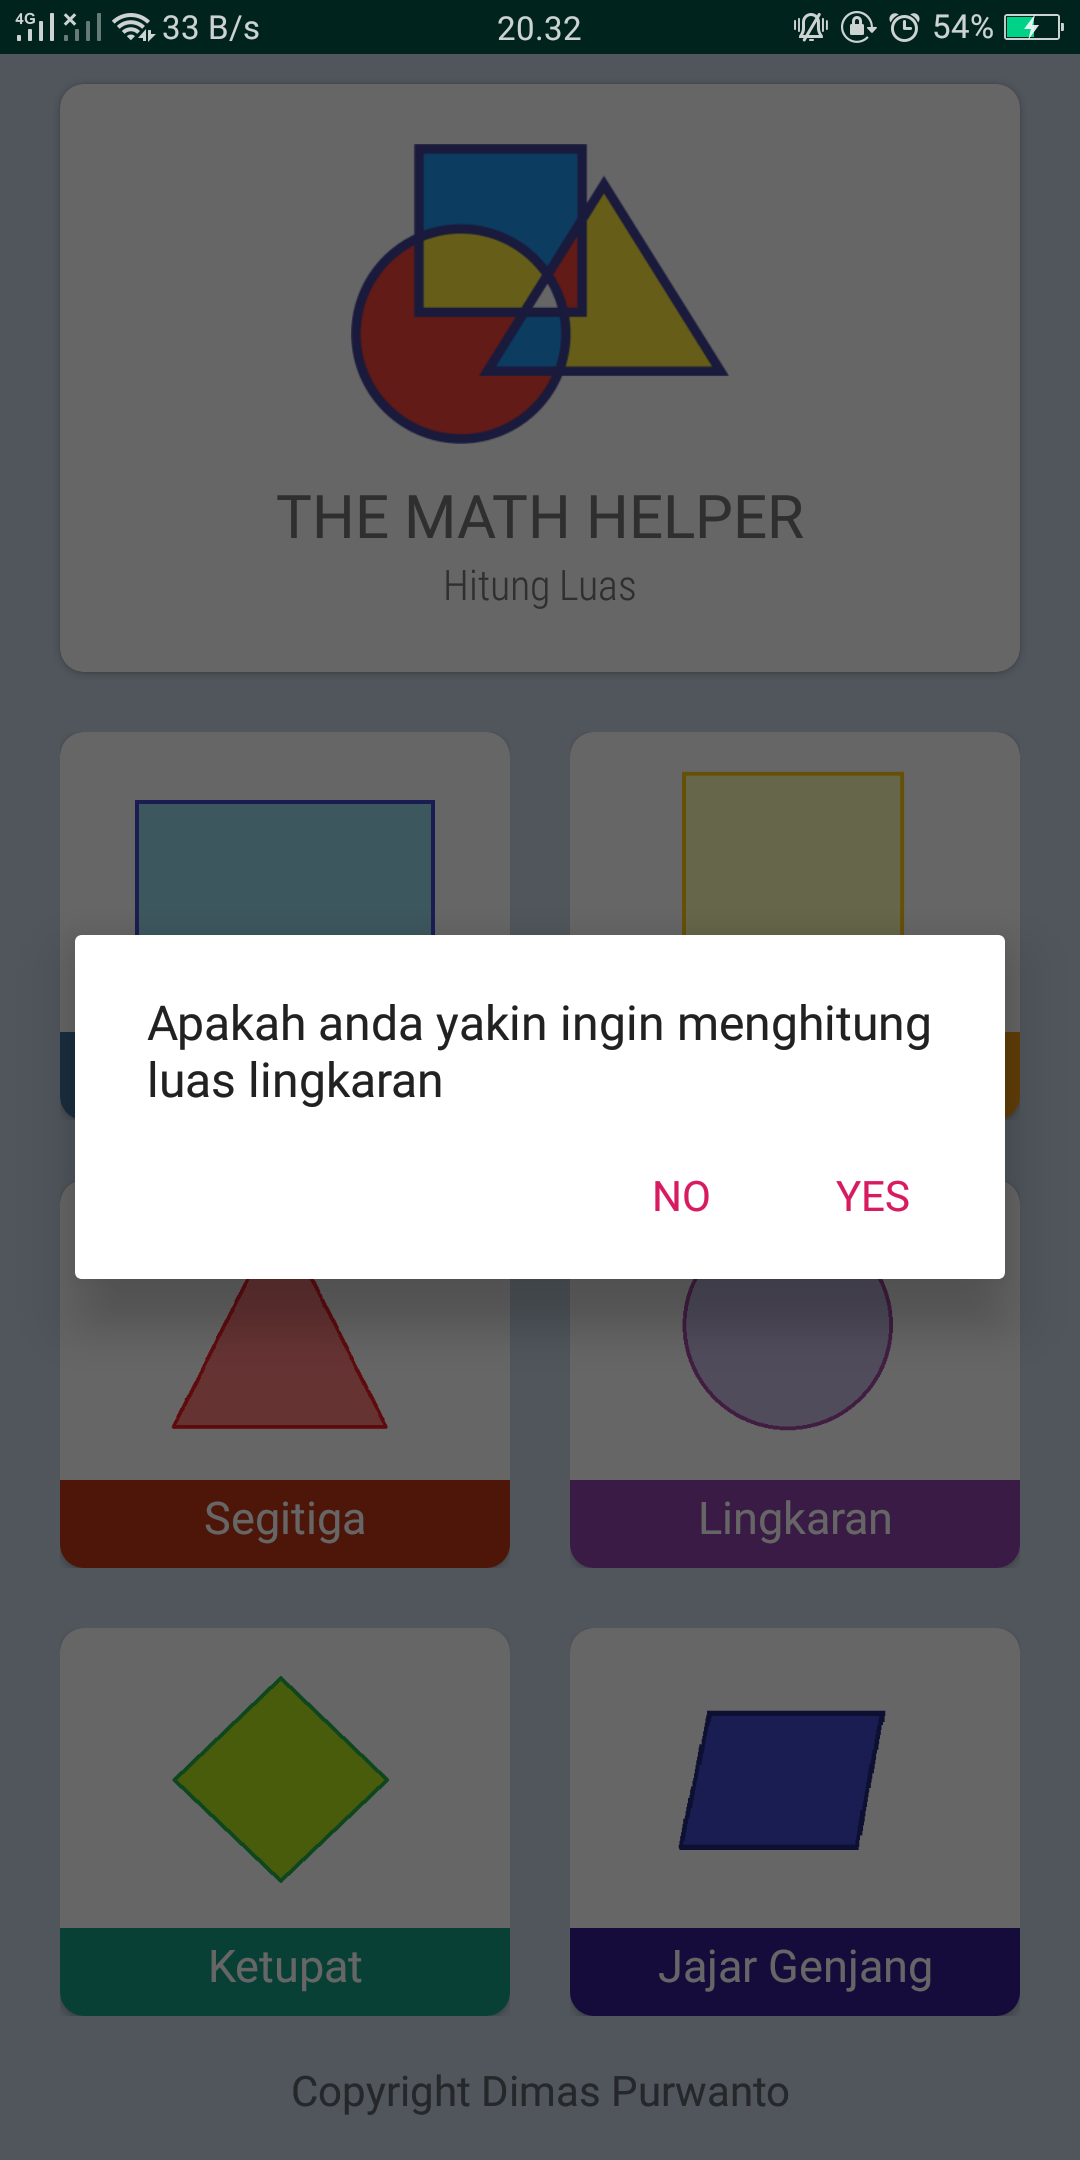 4G 33 B/s 20.32 54%
THE MATH HELPER
Hitung Luas
Apakah anda yakin ingin menghitung
luas lingkaran
NO YES
Segitiga Lingkaran
Ketupat Jajar Genjang
Copyright Dimas Purwanto